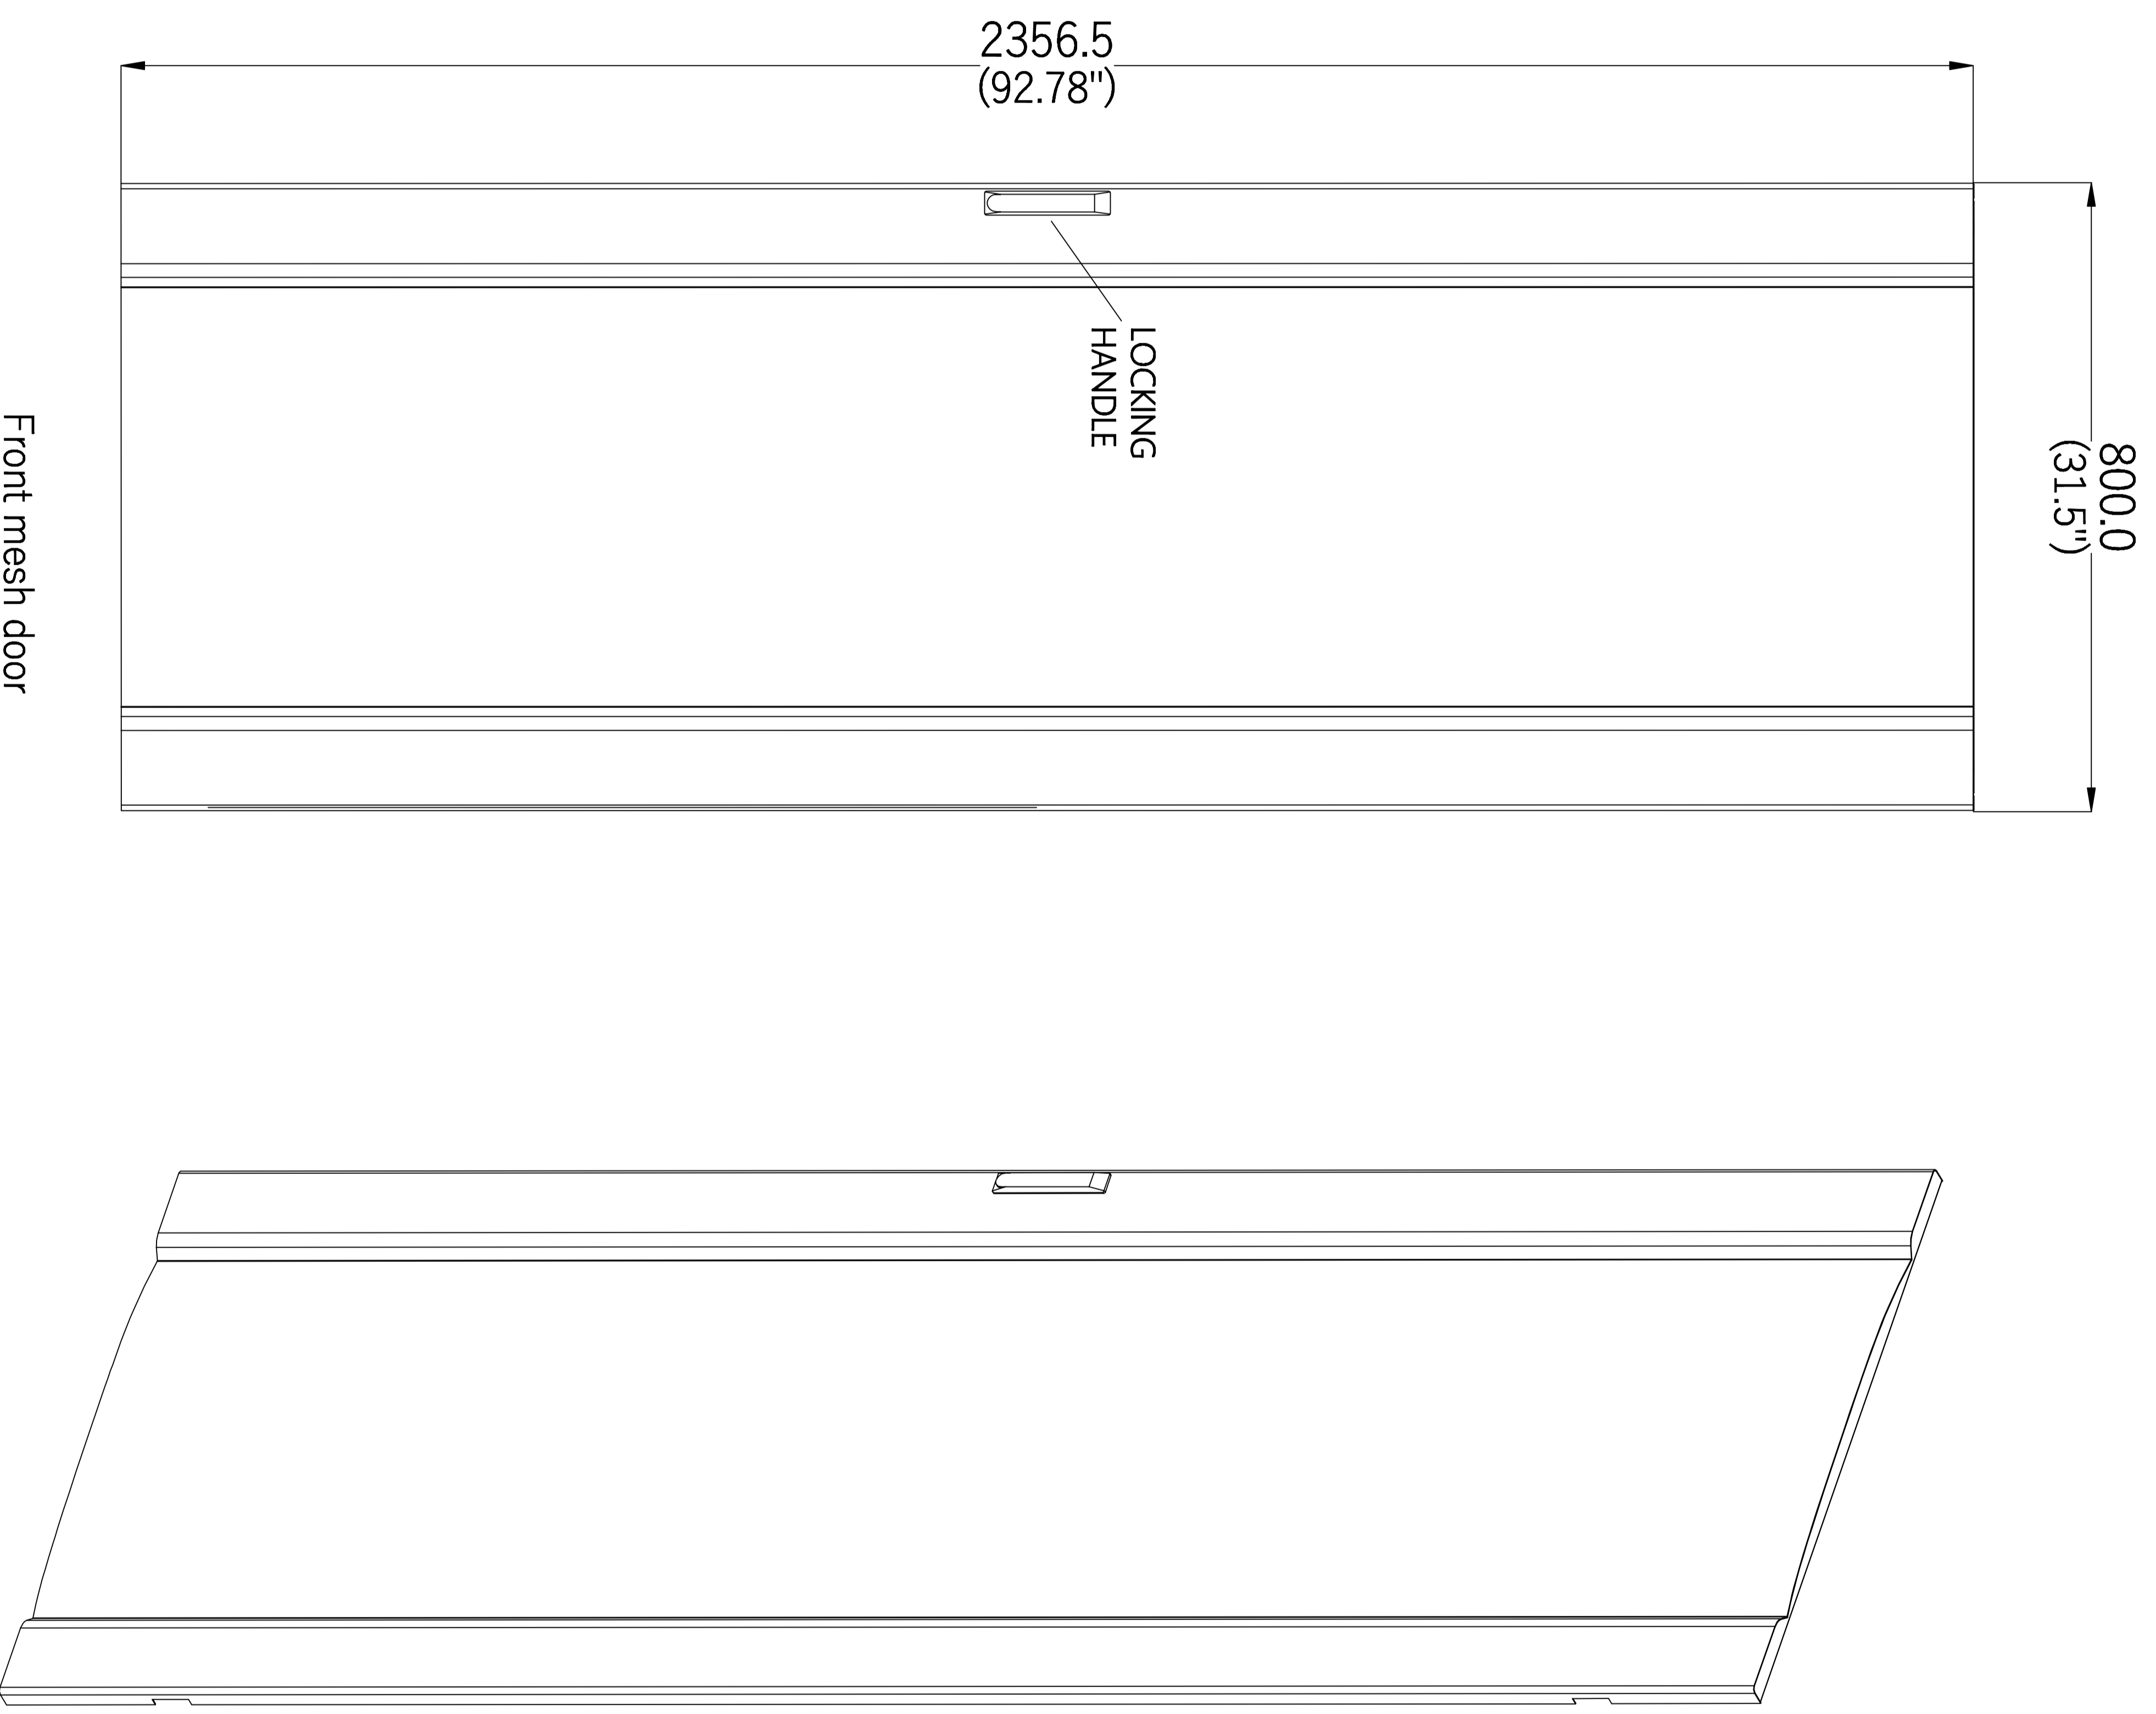 2356.5
(92.78")
LOCKING
HANDLE
800.0
(31.5")
Front mesh door